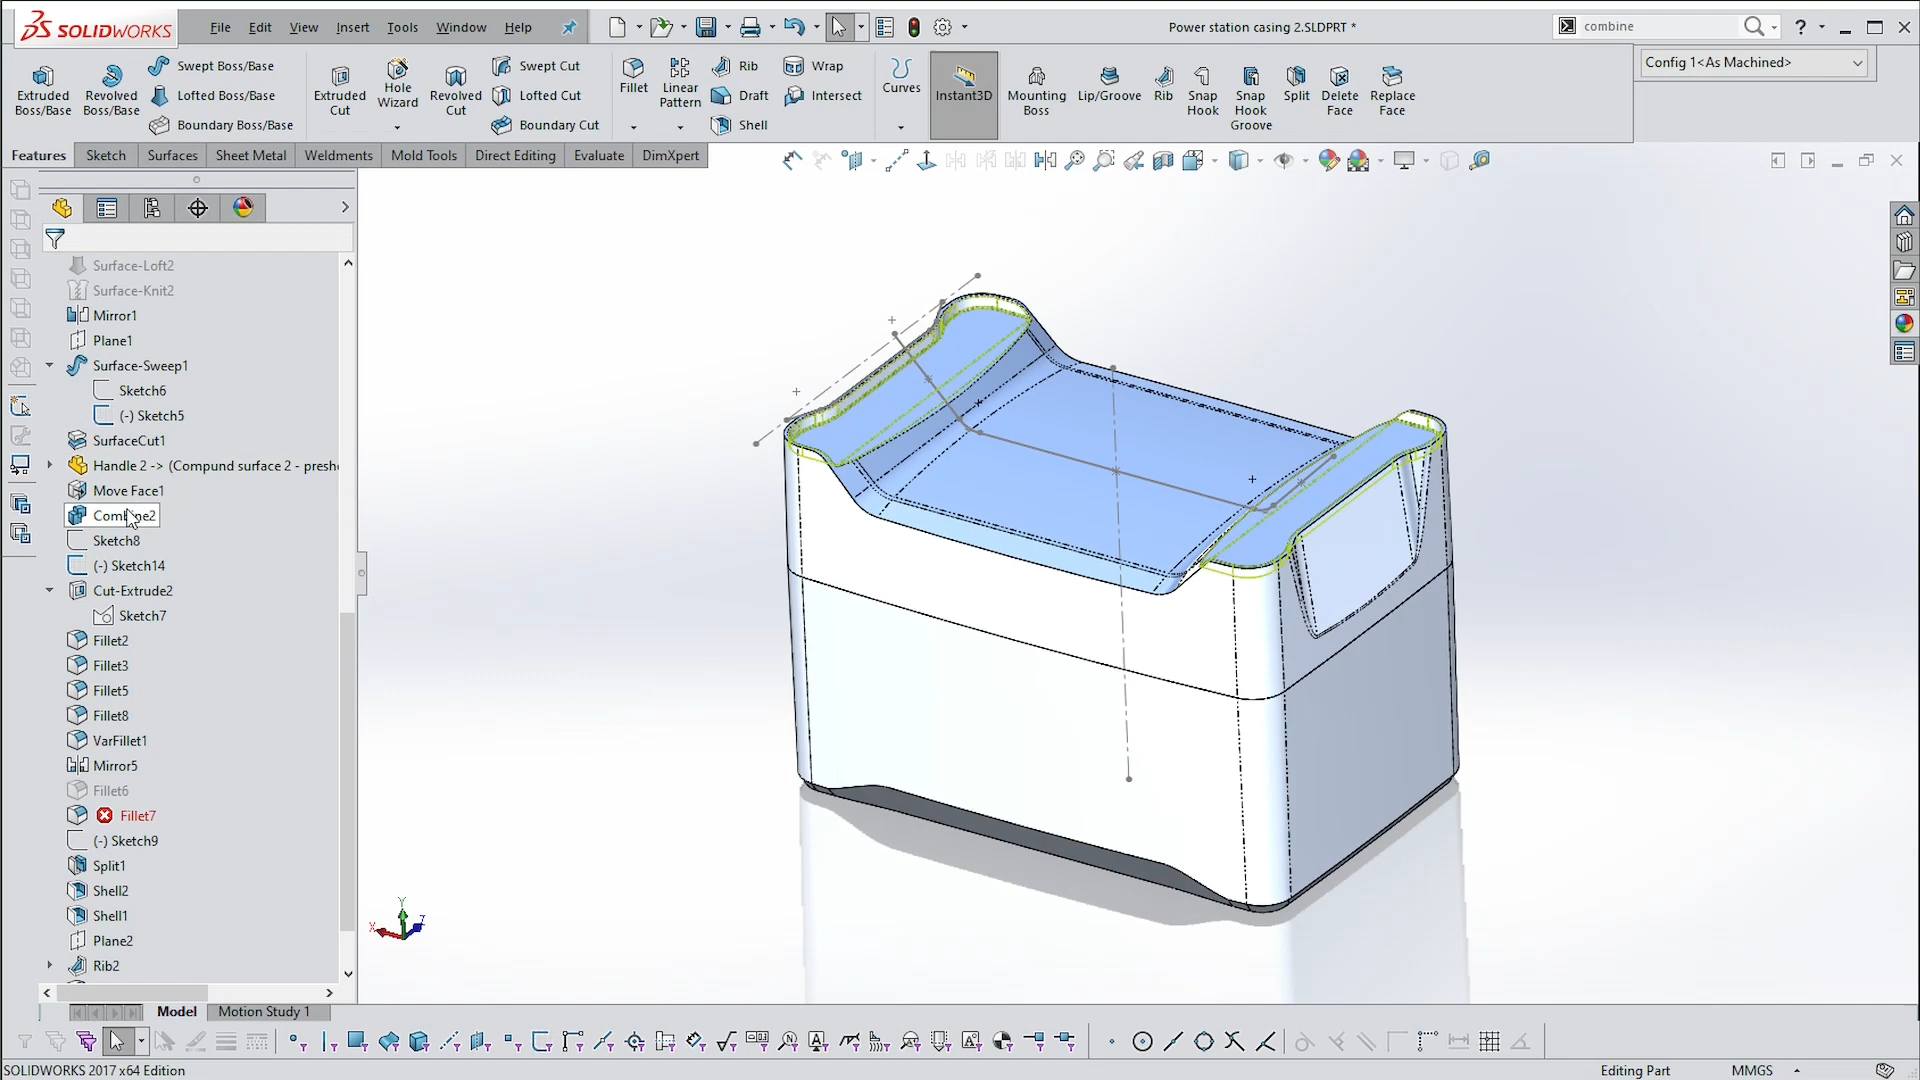 SOLIDWORKS
File Edit View Insert Tools Window Help
Power station casing 2.SLDPRT *
combine
?
Extruded Boss/Base
Revolved Boss/Base
Swept Boss/Base
Lofted Boss/Base
Boundary Boss/Base
Extruded Cut
Hole Wizard
Revolved Cut
Swept Cut
Lofted Cut
Boundary Cut
Fillet
Linear Pattern
Rib
Draft
Shell
Wrap
Intersect
Curves
Instant3D
Mounting Boss
Lip/Groove
Rib
Snap Hook
Snap Hook Groove
Split
Delete Face
Replace Face
Config 1<As Machined>
Features Sketch Surfaces Sheet Metal Weldments Mold Tools Direct Editing Evaluate DimXpert
Surface-Loft2
Surface-Knit2
Mirror1
Plane1
Surface-Sweep1
Sketch6
(-) Sketch5
SurfaceCut1
Handle 2 -> (Compund surface 2 - presh
Move Face1
Combine2
Sketch8
(-) Sketch14
Cut-Extrude2
Sketch7
Fillet2
Fillet3
Fillet5
Fillet8
VarFillet1
Mirror5
Fillet6
Fillet7
(-) Sketch9
Split1
Shell2
Shell1
Plane2
Rib2
Y
X
Z
Model Motion Study 1
SOLIDWORKS 2017 x64 Edition
Editing Part MMGS